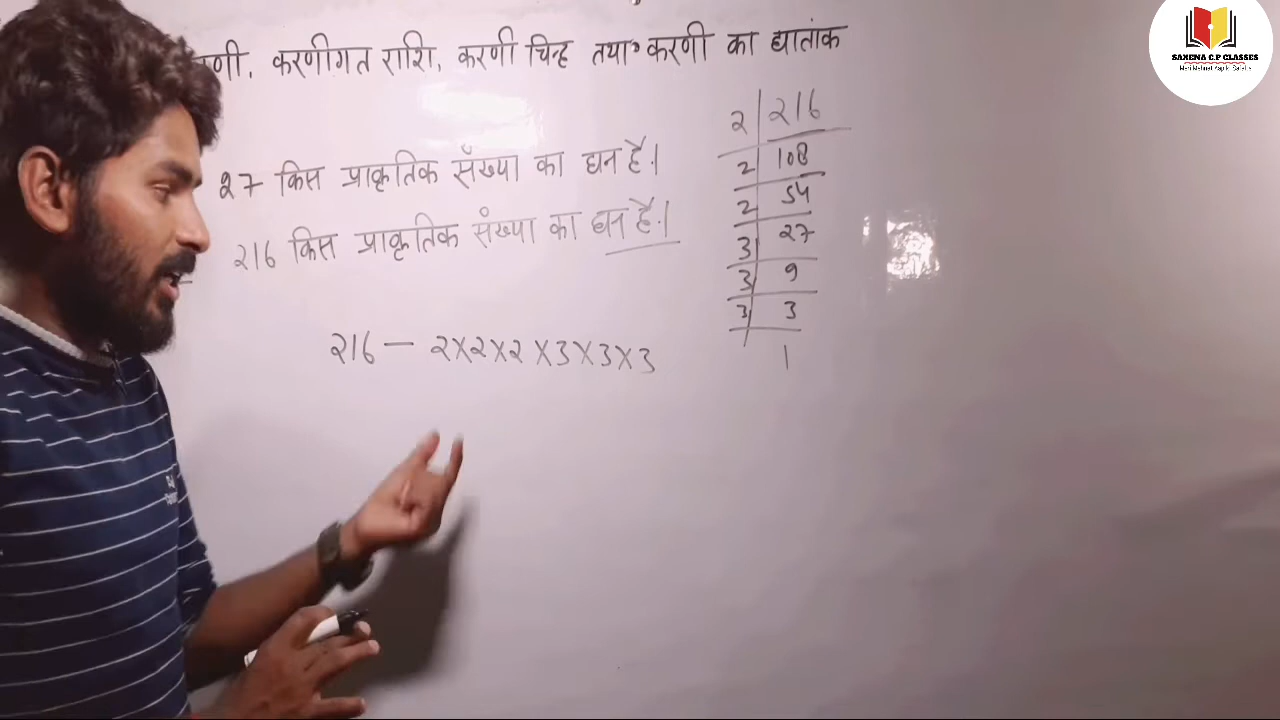 करणीगत राशि, करणी चिन्ह तथा करणी का घातांक
27 किस प्राकृतिक सँख्या का घन है।
216 किस प्राकृतिक संख्या का घन है।
216 — 2X2X2 X3X3X3
2 | 216
2 | 108
2 | 54
3 | 27
3 | 9
3 | 3
1
SAXENA C.P CLASSES